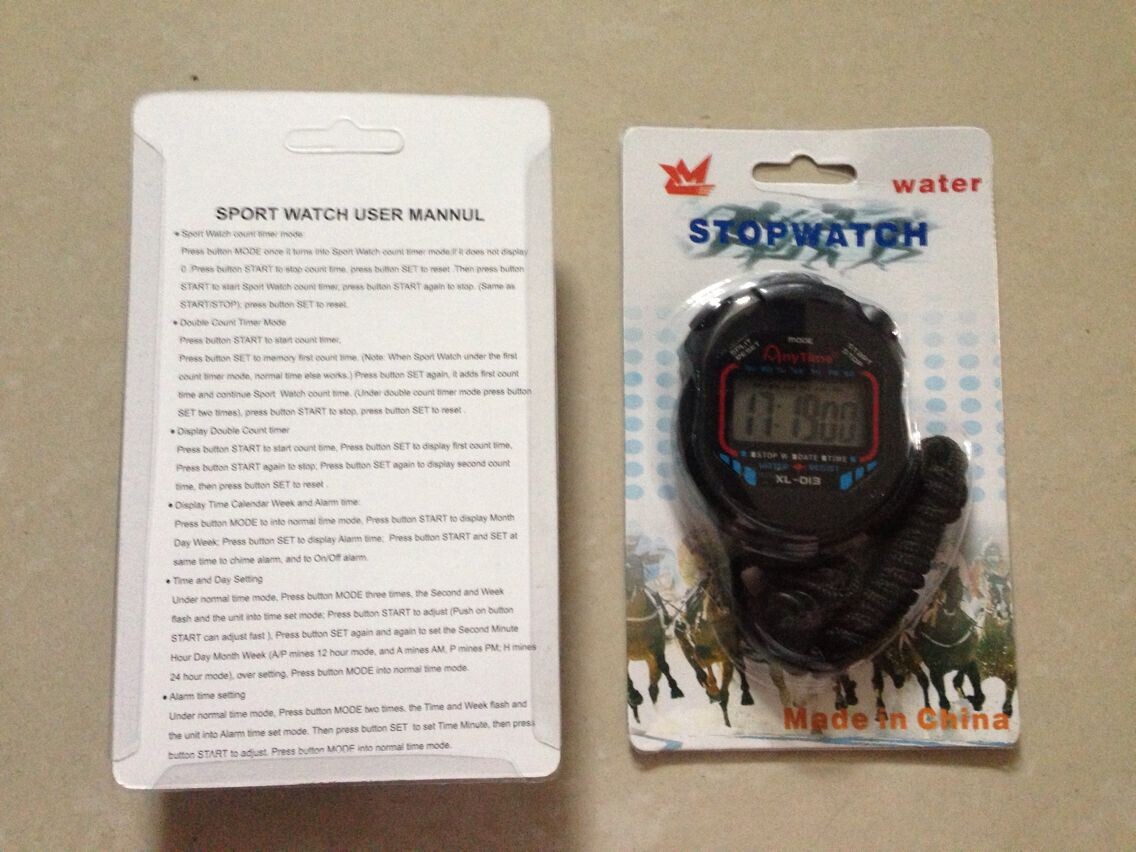 SPORT WATCH USER MANNUL
● Sport Watch count timer mode:
Press button MODE once it turns into Sport Watch count timer mode,if it does not display
0 .Press button START to stop count time, press button SET to reset .Then press button
START to start Sport Watch count timer, press button START again to stop. (Same as
START/STOP), press button SET to reset.
● Double Count Timer Mode
Press button START to start count timer,
Press button SET to memory first count time, (Note: When Sport Watch under the first
count timer mode, normal time else works.) Press button SET again, it adds first count
time and continue Sport Watch count time. (Under double count timer mode press button
SET two times), press button START to stop, press button SET to reset .
● Display Double Count timer
Press button START to start count time, Press button SET to display first count time,
Press button START again to stop; Press button SET again to display second count
time, then press button SET to reset .
● Display Time Calendar Week and Alarm time:
Press button MODE to into normal time mode, Press button START to display Month
Day Week; Press button SET to display Alarm time; Press button START and SET at
same time to chime alarm, and to On/Off alarm.
● Time and Day Setting
Under normal time mode, Press button MODE three times, the Second and Week
flash and the unit into time set mode; Press button START to adjust (Push on button
START can adjust fast ), Press button SET again and again to set the Second Minute
Hour Day Month Week (A/P mines 12 hour mode, and A mines AM, P mines PM; H mines
24 hour mode), over setting, Press button MODE into normal time mode.
● Alarm time setting
Under normal time mode, Press button MODE two times, the Time and Week flash and
the unit into Alarm time set mode. Then press button SET to set Time Minute, then press
button START to adjust. Press button MODE into normal time mode.
water
STOPWATCH
MODE
SPLIT
RESET
START
STOP
AnyTime
17:1900
STOP W DATE TIME
WATER RESIST
XL-013
Made in China